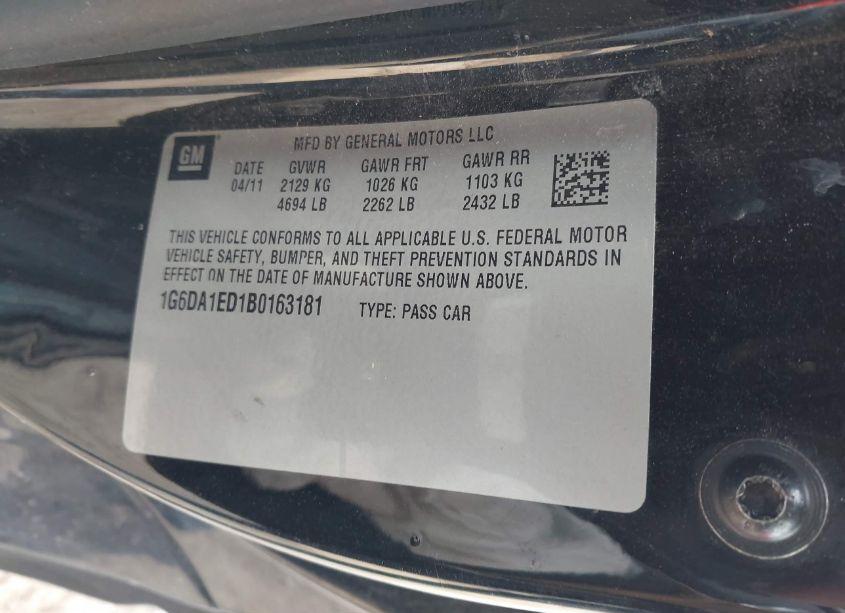 MFD BY GENERAL MOTORS LLC
GM
DATE GVWR GAWR FRT GAWR RR
04/11 2129 KG 1026 KG 1103 KG
4694 LB 2262 LB 2432 LB
THIS VEHICLE CONFORMS TO ALL APPLICABLE U.S. FEDERAL MOTOR
VEHICLE SAFETY, BUMPER, AND THEFT PREVENTION STANDARDS IN
EFFECT ON THE DATE OF MANUFACTURE SHOWN ABOVE.
1G6DA1ED1B0163181 TYPE: PASS CAR